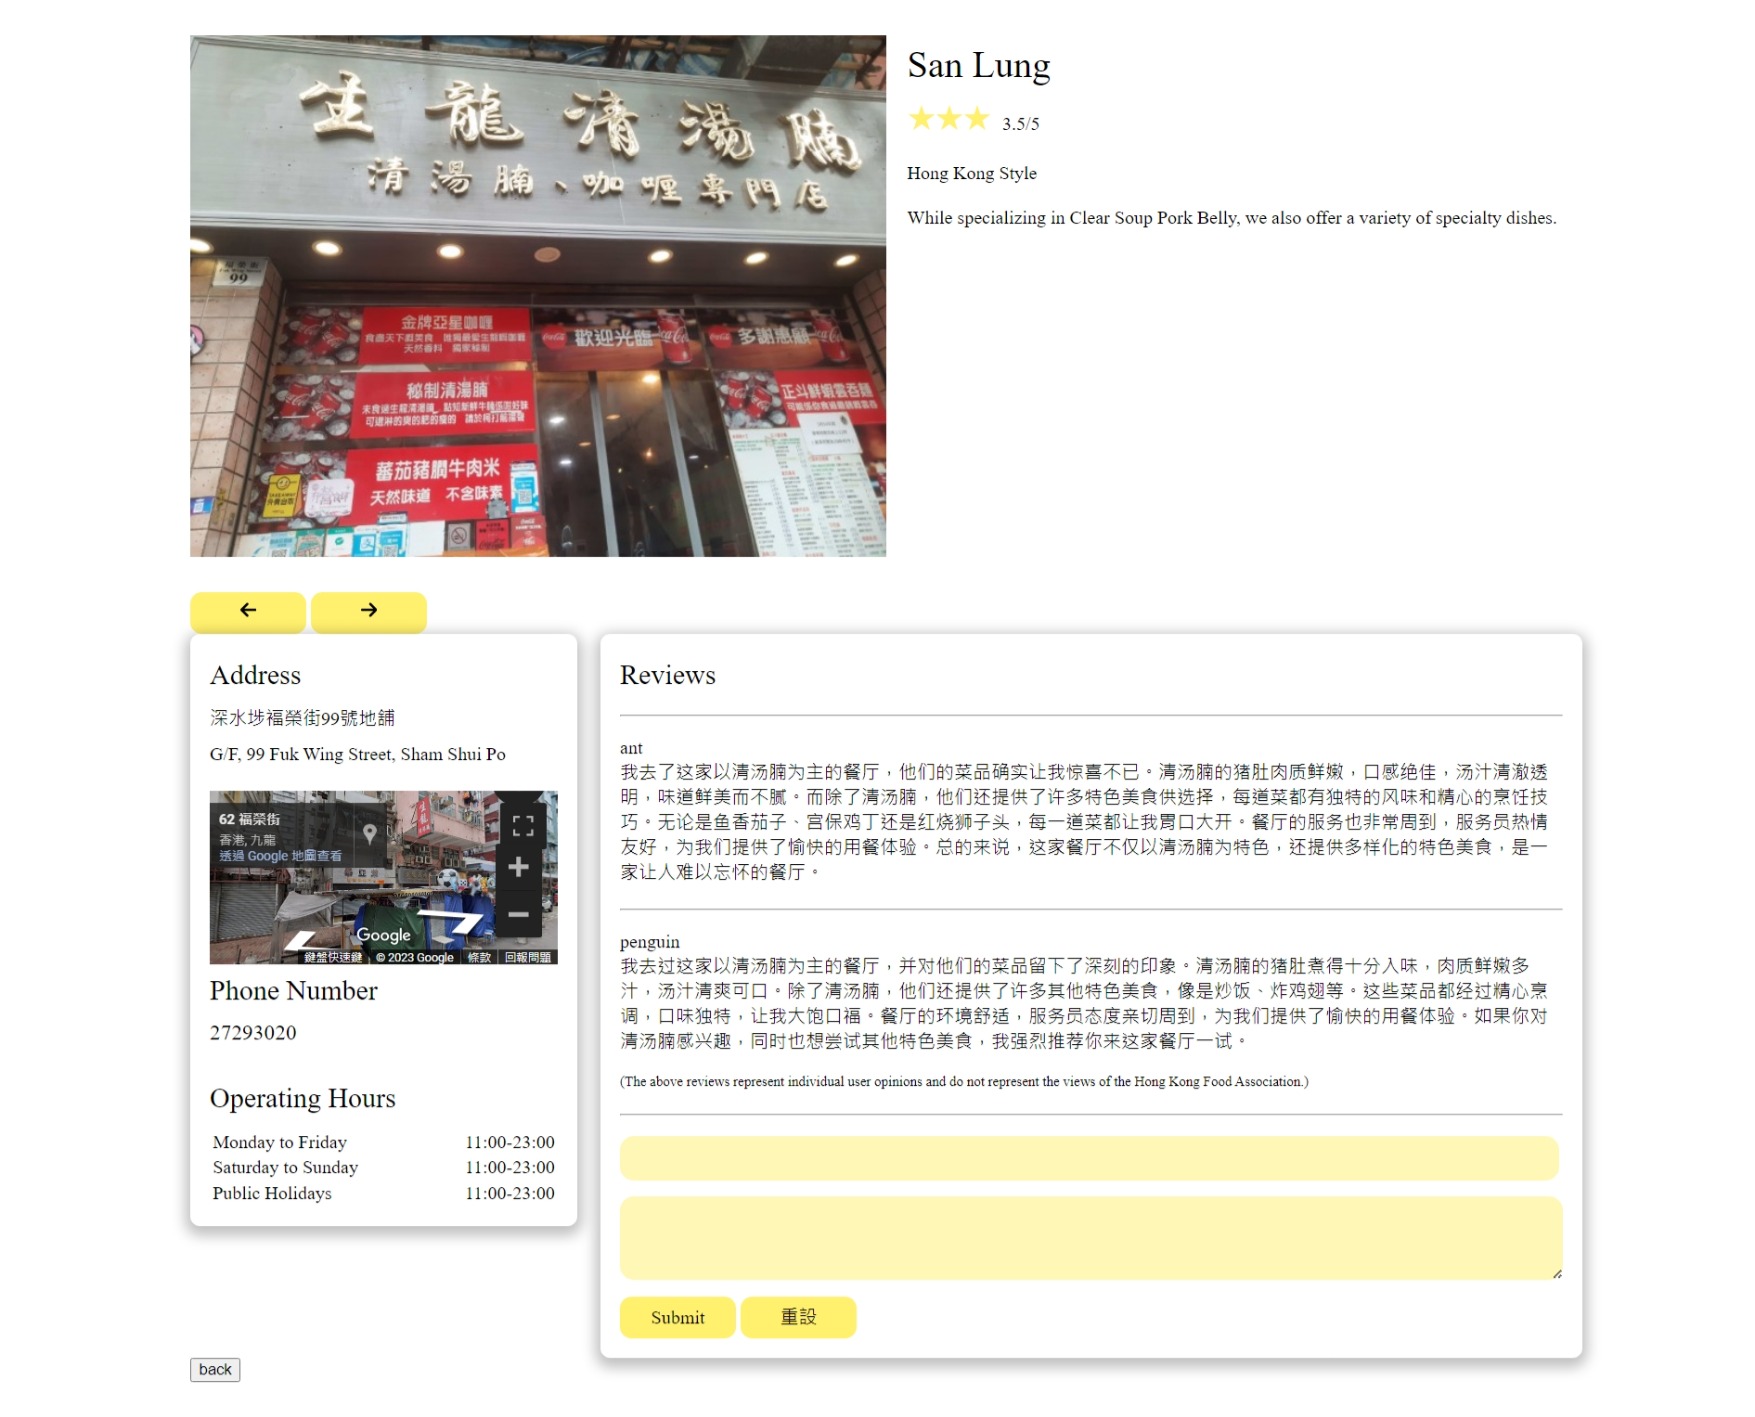 生龍清湯腩
清湯腩、咖喱專門店
福榮街
99
金牌亞星咖喱
天然香料 獨家秘制
歡迎光臨
多謝惠顧
秘制清湯腩
正斗鮮蝦雲吞麵
蕃茄豬膶牛肉米
天然味道 不含味素
TAKEAWAY
San Lung
3.5/5
Hong Kong Style
While specializing in Clear Soup Pork Belly, we also offer a variety of specialty dishes.
Address
深水埗福榮街99號地舖
G/F, 99 Fuk Wing Street, Sham Shui Po
62 福榮街
香港, 九龍
透過 Google 地圖查看
生龍
Google
鍵盤快速鍵 © 2023 Google 條款 回報問題
Phone Number
27293020
Operating Hours
Monday to Friday 11:00-23:00
Saturday to Sunday 11:00-23:00
Public Holidays 11:00-23:00
Reviews
ant
我去了这家以清汤腩为主的餐厅，他们的菜品确实让我惊喜不已。清汤腩的猪肚肉质鲜嫩，口感绝佳，汤汁清澈透
明，味道鲜美而不腻。而除了清汤腩，他们还提供了许多特色美食供选择，每道菜都有独特的风味和精心的烹饪技
巧。无论是鱼香茄子、宫保鸡丁还是红烧狮子头，每一道菜都让我胃口大开。餐厅的服务也非常周到，服务员热情
友好，为我们提供了愉快的用餐体验。总的来说，这家餐厅不仅以清汤腩为特色，还提供多样化的特色美食，是一
家让人难以忘怀的餐厅。
penguin
我去过这家以清汤腩为主的餐厅，并对他们的菜品留下了深刻的印象。清汤腩的猪肚煮得十分入味，肉质鲜嫩多
汁，汤汁清爽可口。除了清汤腩，他们还提供了许多其他特色美食，像是炒饭、炸鸡翅等。这些菜品都经过精心烹
调，口味独特，让我大饱口福。餐厅的环境舒适，服务员态度亲切周到，为我们提供了愉快的用餐体验。如果你对
清汤腩感兴趣，同时也想尝试其他特色美食，我强烈推荐你来这家餐厅一试。
(The above reviews represent individual user opinions and do not represent the views of the Hong Kong Food Association.)
Submit
重設
back